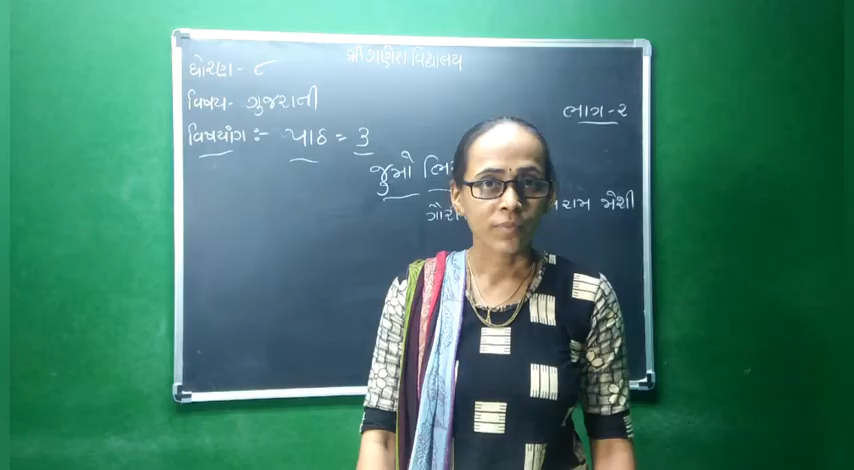 શ્રી ગણેશ વિદ્યાલય
ધોરણ - ૮
વિષય - ગુજરાતી
ભાગ-૨
વિષયાંગ :- પાઠ = ૩
જુમો
જોશી